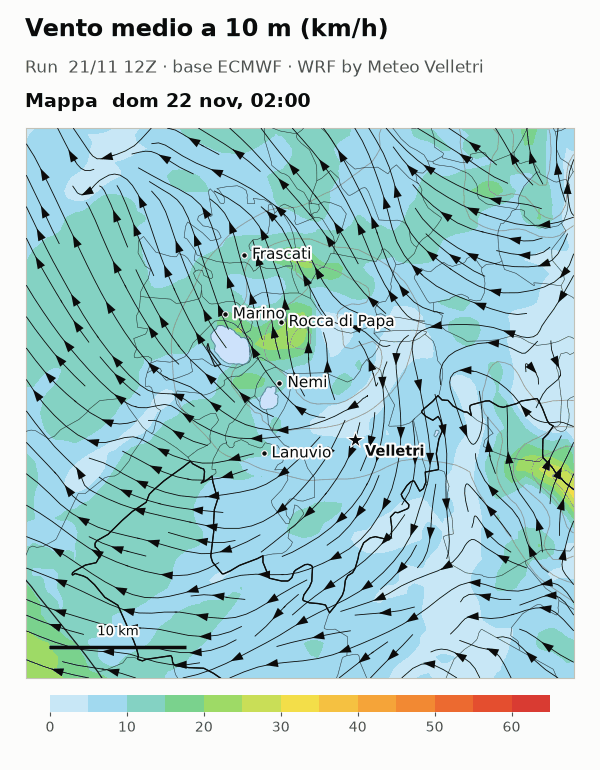 Vento medio a 10 m (km/h)
Run  21/11 12Z · base ECMWF · WRF by Meteo Velletri
Mappa  dom 22 nov, 02:00
Frascati
Marino
Rocca di Papa
Nemi
Velletri
Lanuvio
10 km
0 10 20 30 40 50 60